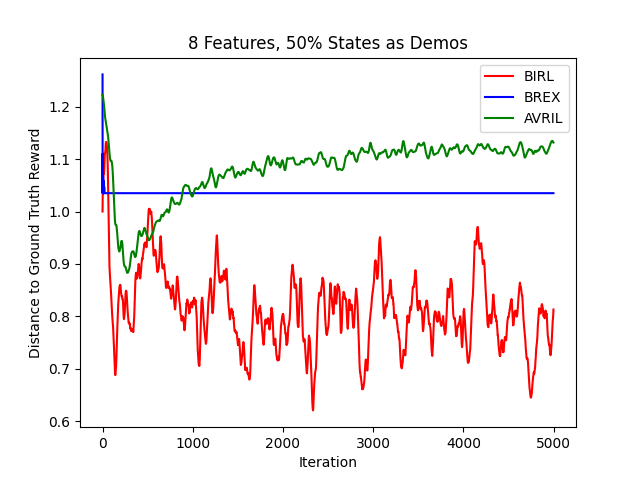 8 Features, 50% States as Demos
Distance to Ground Truth Reward
1.2
1.1
1.0
0.9
0.8
0.7
0.6
BIRL
BREX
AVRIL
0 1000 2000 3000 4000 5000
Iteration